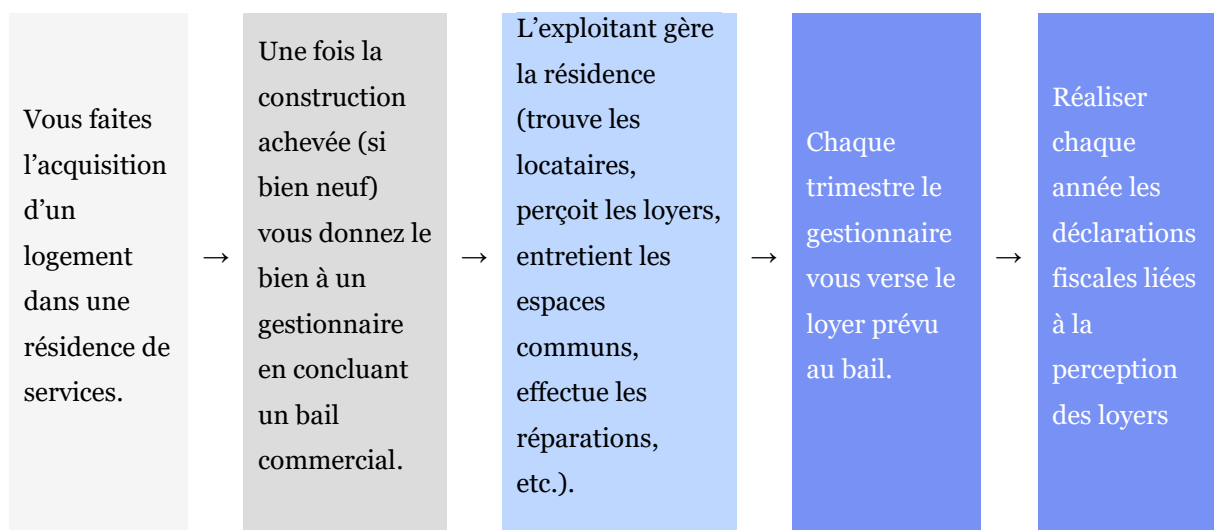 Vous faites
l’acquisition
d’un
logement
dans une
résidence de
services.
→
Une fois la
construction
achevée (si
bien neuf)
vous donnez le
bien à un
gestionnaire
en concluant
un bail
commercial.
→
L’exploitant gère
la résidence
(trouve les
locataires,
perçoit les loyers,
entretient les
espaces
communs,
effectue les
réparations,
etc.).
→
Chaque
trimestre le
gestionnaire
vous verse le
loyer prévu
au bail.
→
Réaliser
chaque
année les
déclarations
fiscales liées
à la
perception
des loyers